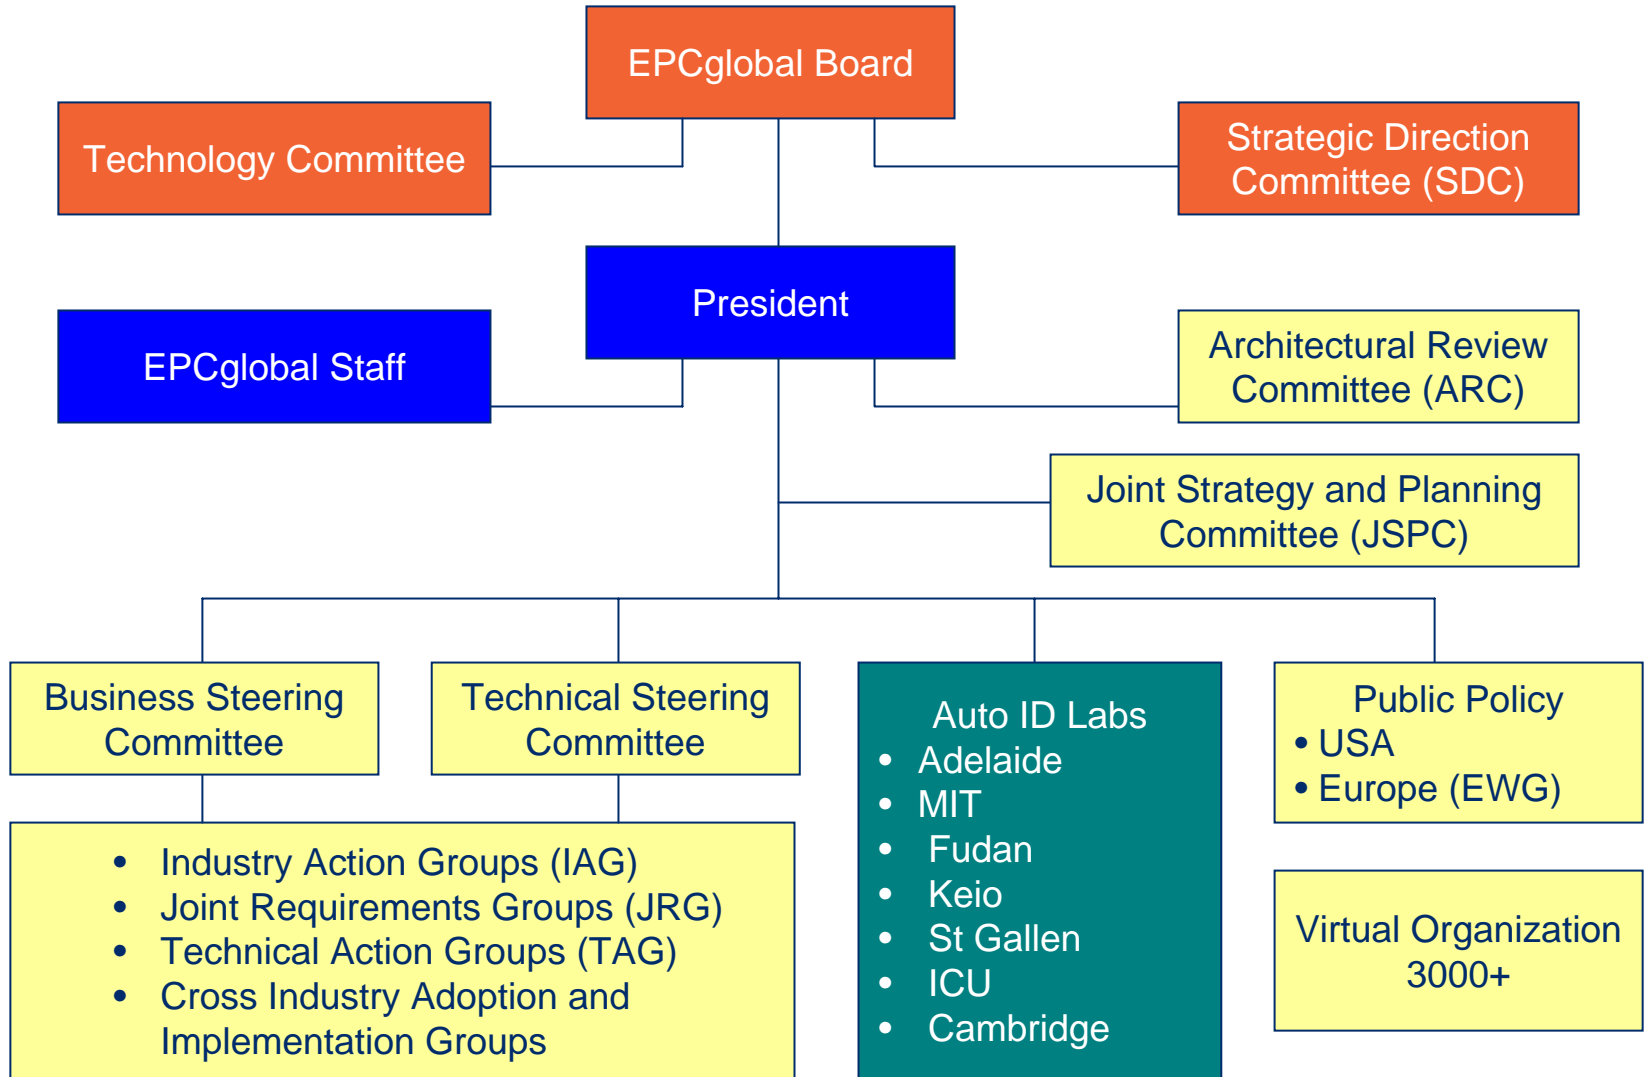 EPCglobal Board
Technology Committee
Strategic Direction
Committee (SDC)
President
EPCglobal Staff
Architectural Review
Committee (ARC)
Joint Strategy and Planning
Committee (JSPC)
Business Steering
Committee
Technical Steering
Committee
Auto ID Labs
• Adelaide
• MIT
• Fudan
• Keio
• St Gallen
• ICU
• Cambridge
Public Policy
• USA
• Europe (EWG)
• Industry Action Groups (IAG)
• Joint Requirements Groups (JRG)
• Technical Action Groups (TAG)
• Cross Industry Adoption and
Implementation Groups
Virtual Organization
3000+